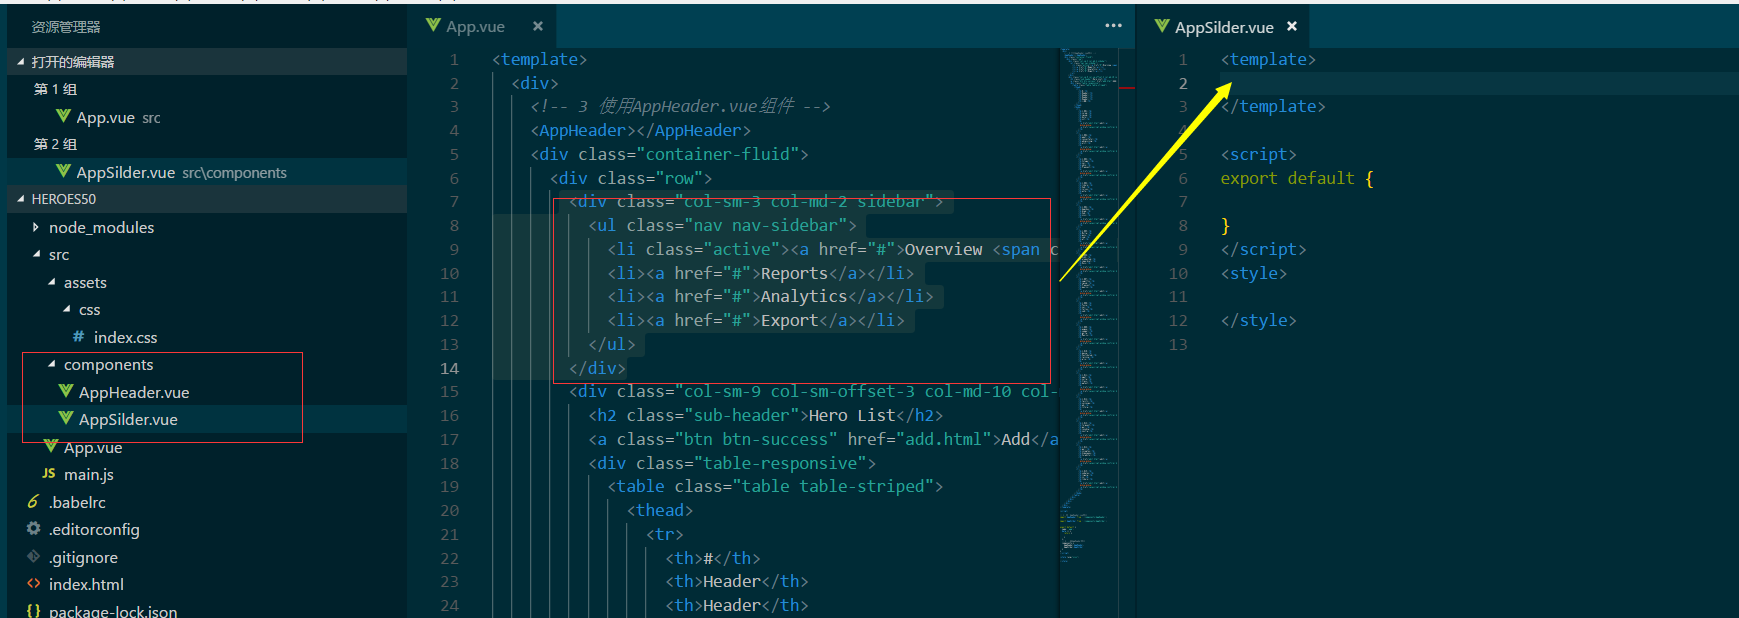 资源管理器
打开的编辑器
第 1 组
App.vue src
第 2 组
AppSilder.vue src\components
HEROES50
node_modules
src
assets
css
# index.css
components
AppHeader.vue
AppSilder.vue
App.vue
JS main.js
.babelrc
.editorconfig
.gitignore
<> index.html
{} package-lock.json
App.vue ×
1 <template>
2 <div>
3 <!-- 3 使用AppHeader.vue组件 -->
4 <AppHeader></AppHeader>
5 <div class="container-fluid">
6 <div class="row">
7 <div class="col-sm-3 col-md-2 sidebar">
8 <ul class="nav nav-sidebar">
9 <li class="active"><a href="#">Overview <span c
10 <li><a href="#">Reports</a></li>
11 <li><a href="#">Analytics</a></li>
12 <li><a href="#">Export</a></li>
13 </ul>
14 </div>
15 <div class="col-sm-9 col-sm-offset-3 col-md-10 col-
16 <h2 class="sub-header">Hero List</h2>
17 <a class="btn btn-success" href="add.html">Add</a
18 <div class="table-responsive">
19 <table class="table table-striped">
20 <thead>
21 <tr>
22 <th>#</th>
23 <th>Header</th>
24 <th>Header</th>
AppSilder.vue ×
1 <template>
2
3 </template>
4
5 <script>
6 export default {
7
8 }
9 </script>
10 <style>
11
12 </style>
13